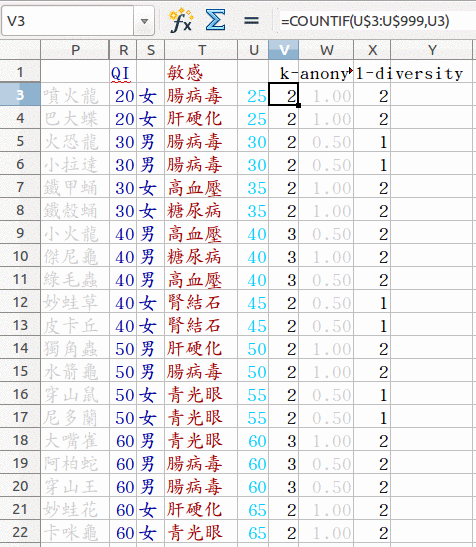 V3 fx Σ = =COUNTIF(U$3:U$999,U3)
P R S T U V W X Y
1 QI 敏感 k-anony l-diversity
3 噴火龍 20 女 腸病毒 25 2 1.00 2
4 巴大蝶 20 女 肝硬化 25 2 1.00 2
5 火恐龍 30 男 腸病毒 30 2 0.50 1
6 小拉達 30 男 腸病毒 30 2 0.50 1
7 鐵甲蛹 30 女 高血壓 35 2 1.00 2
8 鐵殼蛹 30 女 糖尿病 35 2 1.00 2
9 小火龍 40 男 高血壓 40 3 0.50 2
10 傑尼龜 40 男 糖尿病 40 3 1.00 2
11 綠毛蟲 40 男 高血壓 40 3 0.50 2
12 妙蛙草 40 女 腎結石 45 2 0.50 1
13 皮卡丘 40 女 腎結石 45 2 0.50 1
14 獨角蟲 50 男 肝硬化 50 2 1.00 2
15 水箭龜 50 男 腸病毒 50 2 1.00 2
16 穿山鼠 50 女 青光眼 55 2 0.50 1
17 尼多蘭 50 女 青光眼 55 2 0.50 1
18 大嘴雀 60 男 青光眼 60 3 1.00 2
19 阿柏蛇 60 男 腸病毒 60 3 0.50 2
20 穿山王 60 男 腸病毒 60 3 0.50 2
21 妙蛙花 60 女 腸病毒 65 2 1.00 2
22 卡咪龜 60 女 青光眼 65 2 1.00 2